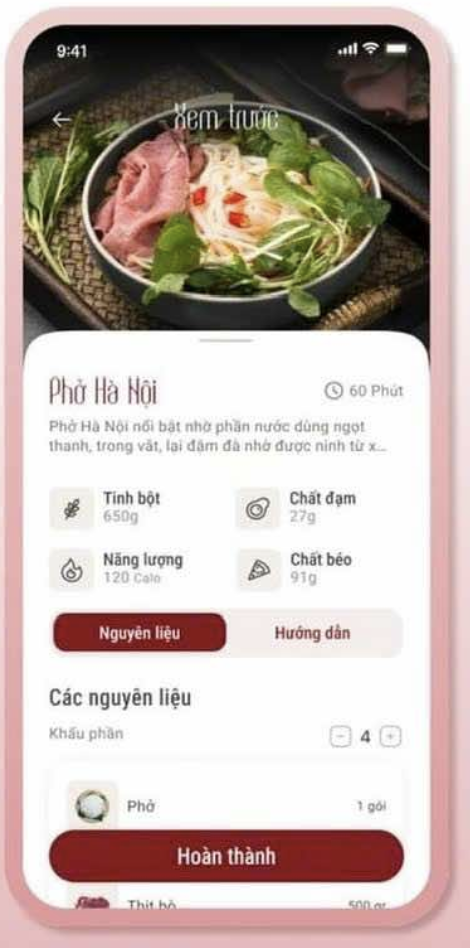 9:41
Xem trước
Phở Hà Nội
60 Phút
Phở Hà Nội nổi bật nhờ phần nước dùng ngọt
thanh, trong vắt, lại đậm đà nhờ được ninh từ x...
Tinh bột
650g
Chất đạm
27g
Năng lượng
120 Calo
Chất béo
91g
Nguyên liệu
Hướng dẫn
Các nguyên liệu
Khẩu phần
4
Phở
1 gói
Hoàn thành
Thịt bò
500 gr